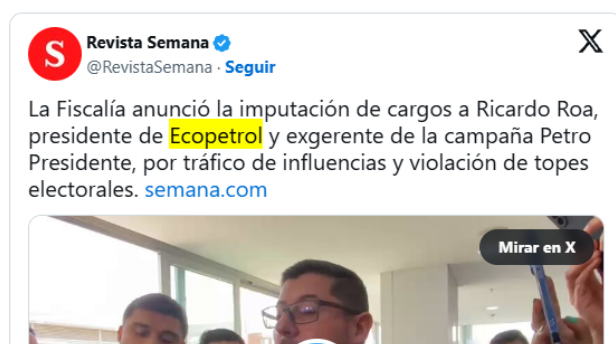 S
Revista Semana
X
@RevistaSemana · Seguir
La Fiscalía anunció la imputación de cargos a Ricardo Roa,
presidente de Ecopetrol y exgerente de la campaña Petro
Presidente, por tráfico de influencias y violación de topes
electorales. semana.com
Mirar en X